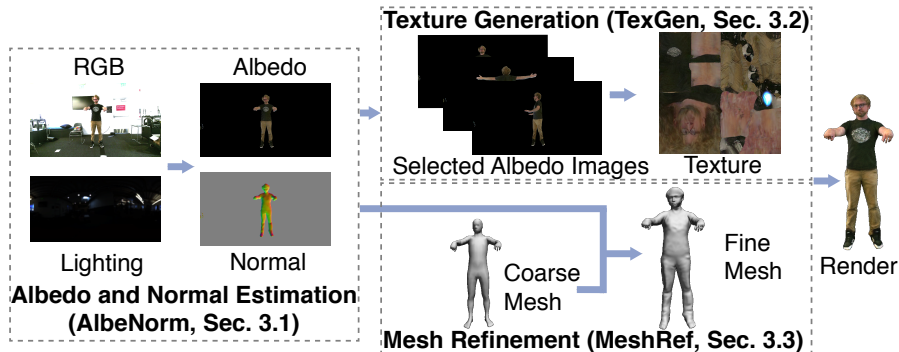 Texture Generation (TexGen, Sec. 3.2)
RGB
Albedo
Selected Albedo Images
Texture
Lighting
Normal
Albedo and Normal Estimation
(AlbeNorm, Sec. 3.1)
Coarse
Mesh
Fine
Mesh
Mesh Refinement (MeshRef, Sec. 3.3)
Render